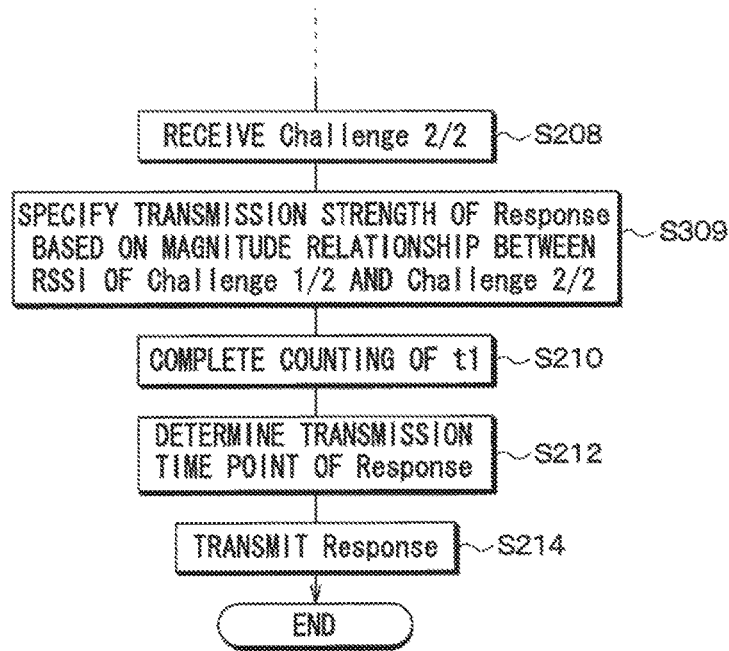 RECEIVE Challenge 2/2
S208
SPECIFY TRANSMISSION STRENGTH OF Response
BASED ON MAGNITUDE RELATIONSHIP BETWEEN
RSSI OF Challenge 1/2 AND Challenge 2/2
S309
COMPLETE COUNTING OF t1
S210
DETERMINE TRANSMISSION
TIME POINT OF Response
S212
TRANSMIT Response
S214
END